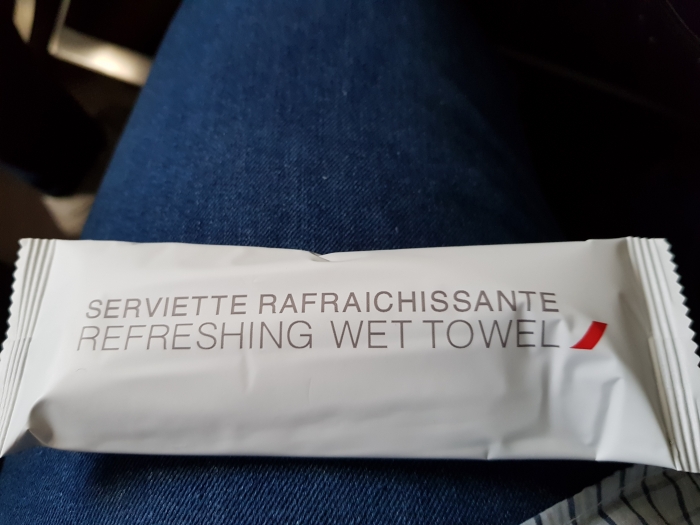 SERVIETTE RAFRAICHISSANTE
REFRESHING WET TOWEL